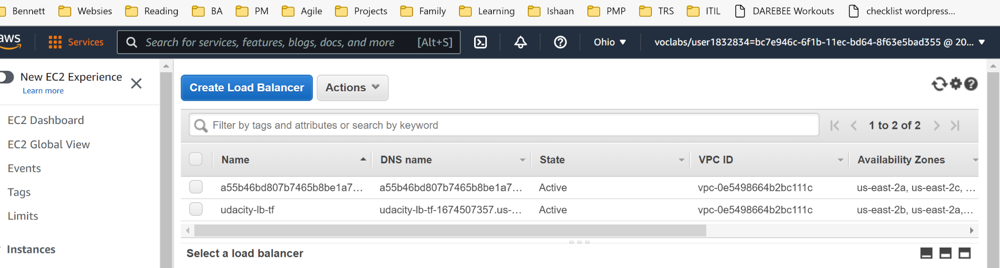 Bennett Websies Reading BA PM Agile Projects Family Learning Ishaan PMP TRS ITIL DAREBEE Workouts checklist wordpress...
aws Services Search for services, features, blogs, docs, and more [Alt+S] Ohio voclabs/user1832834=bc7e946c-6f1b-11ec-bd64-8f63e5bad355 @ 20...
New EC2 Experience
Learn more
EC2 Dashboard
EC2 Global View
Events
Tags
Limits
Instances
Create Load Balancer Actions
Filter by tags and attributes or search by keyword 1 to 2 of 2
Name DNS name State VPC ID Availability Zones
a55b46bd807b7465b8be1a7... a55b46bd807b7465b8be1a7... Active vpc-0e5498664b2bc111c us-east-2a, us-east-2c, ...
udacity-lb-tf udacity-lb-tf-1674507357.us-... Active vpc-0e5498664b2bc111c us-east-2b, us-east-2a,...
Select a load balancer